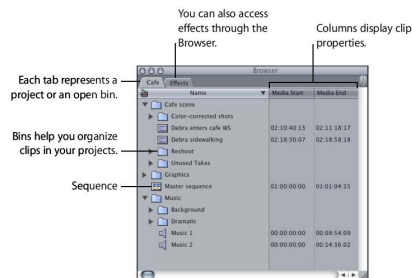 You can also access
effects through the
Browser.
Columns display clip
properties.
Each tab represents a
project or an open bin.
Bins help you organize
clips in your projects.
Sequence
Browser
Cafe Effects
Name Media Start Media End
Cafe scene
Color-corrected shots
Debra enters cafe WS 02:10:40:13 02:11:18:17
Debra sidewalking 02:18:30:07 02:18:58:18
Reshoot
Unused Takes
Graphics
Master sequence 01:00:00:00 01:01:04:15
Music
Background
Dramatic
Music 1 00:00:00:00 00:09:54:09
Music 2 00:00:00:00 00:14:16:02